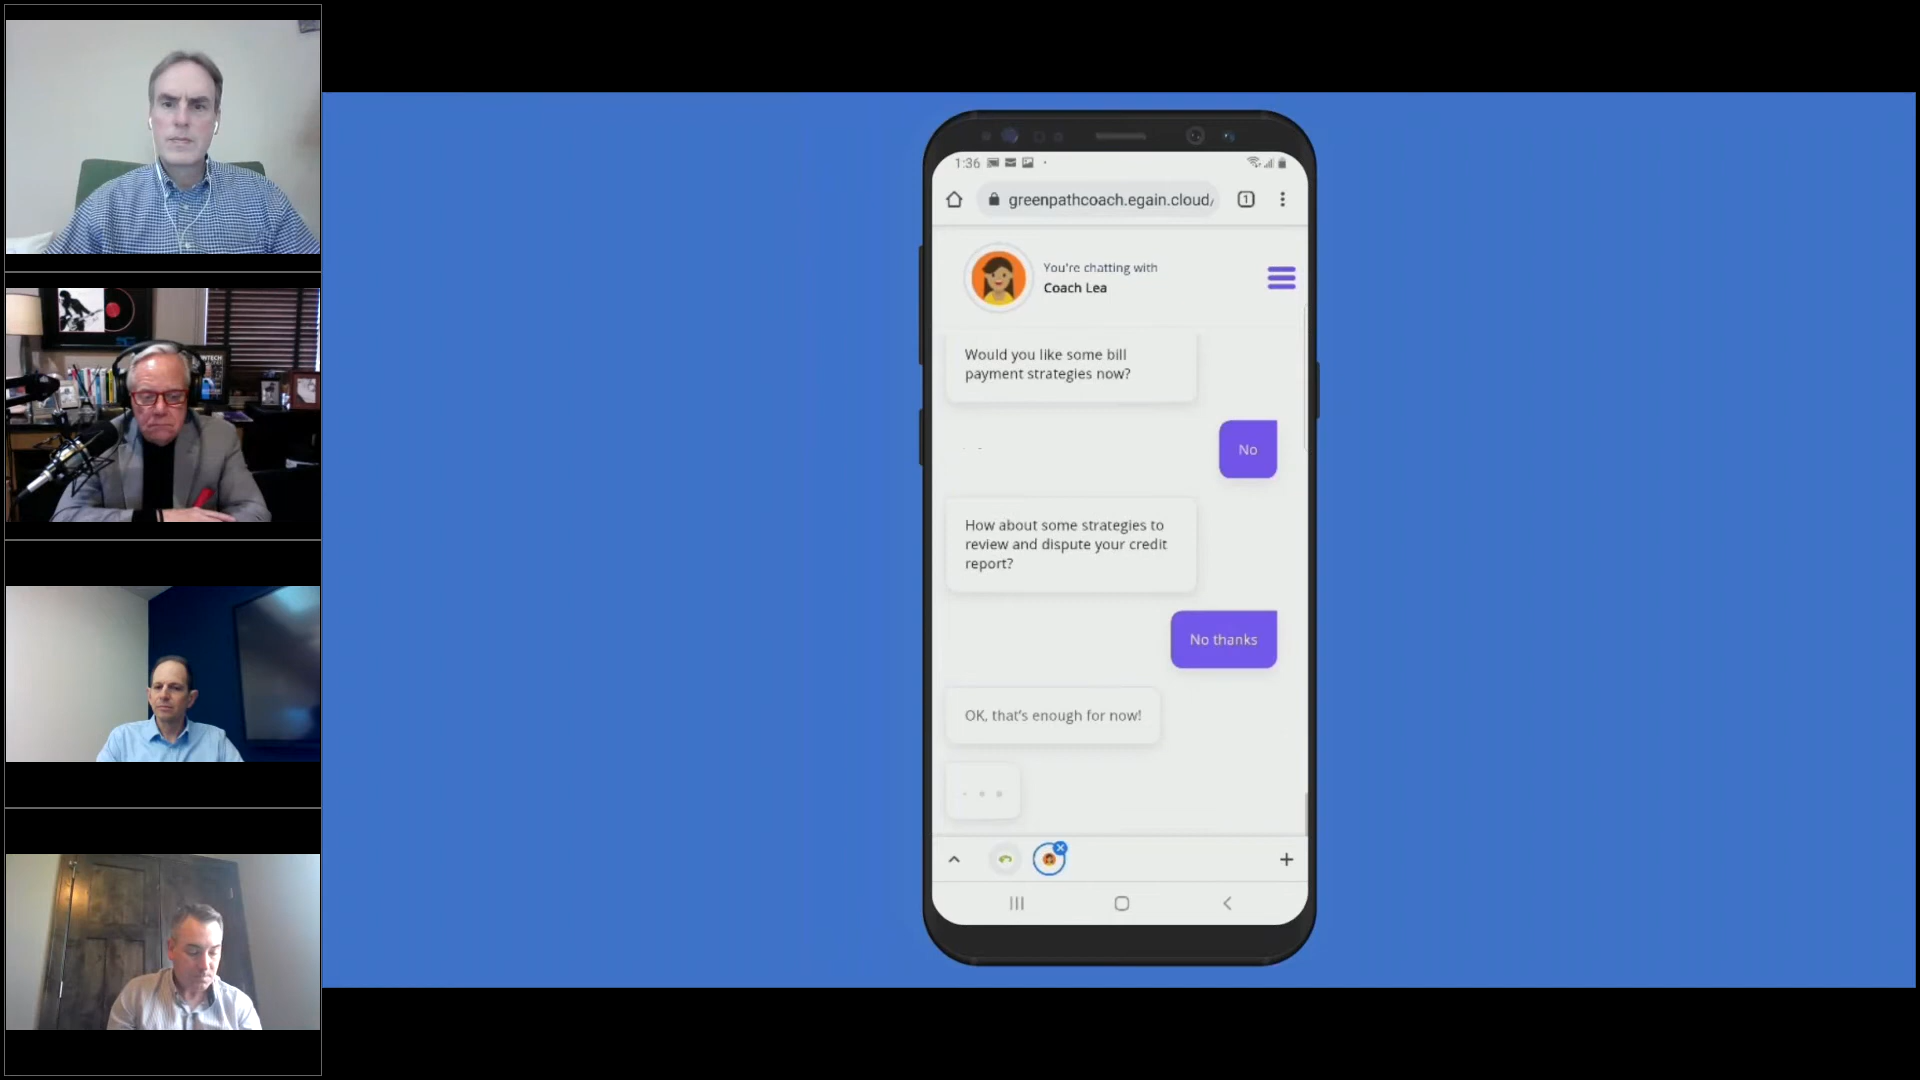 1:36
greenpathcoach.egain.cloud/
1
You're chatting with
Coach Lea
Would you like some bill
payment strategies now?
No
How about some strategies to
review and dispute your credit
report?
No thanks
OK, that's enough for now!